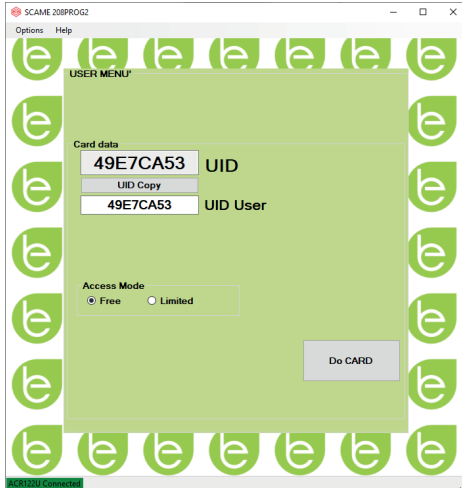 SCAME 208PROG2
Options Help
USER MENU'
Card data
49E7CA53 UID
UID Copy
49E7CA53 UID User
Access Mode
Free Limited
Do CARD
ACR122U Connected